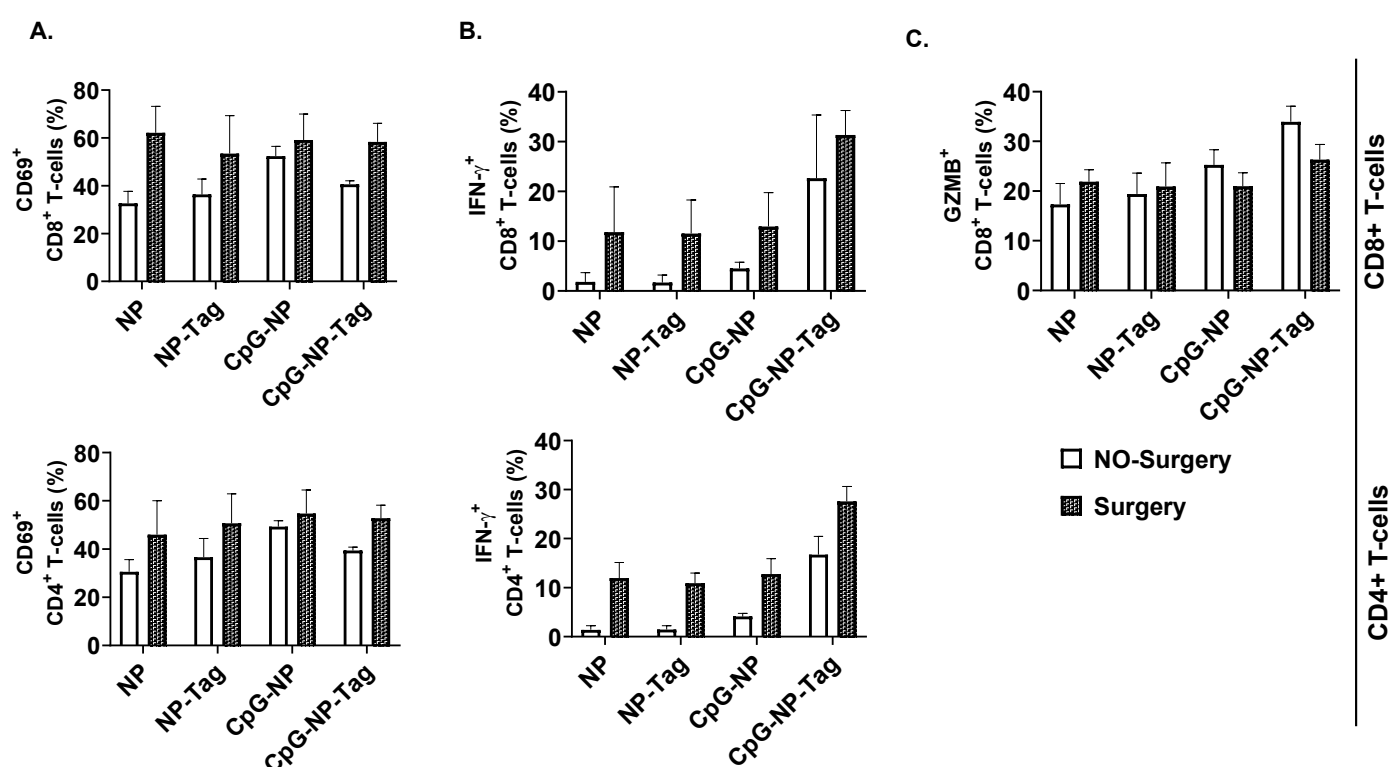 A.
CD69+
CD8+ T-cells (%)
80
60
40
20
0
NP
NP-Tag
CpG-NP
CpG-NP-Tag
B.
IFN-γ+
CD8+ T-cells (%)
40
30
20
10
0
NP
NP-Tag
CpG-NP
CpG-NP-Tag
C.
GZMB+
CD8+ T-cells (%)
40
30
20
10
0
NP
NP-Tag
CpG-NP
CpG-NP-Tag
CD8+ T-cells
CD69+
CD4+ T-cells (%)
80
60
40
20
0
NP
NP-Tag
CpG-NP
CpG-NP-Tag
IFN-γ+
CD4+ T-cells (%)
40
30
20
10
0
NP
NP-Tag
CpG-NP
CpG-NP-Tag
NO-Surgery
Surgery
CD4+ T-cells